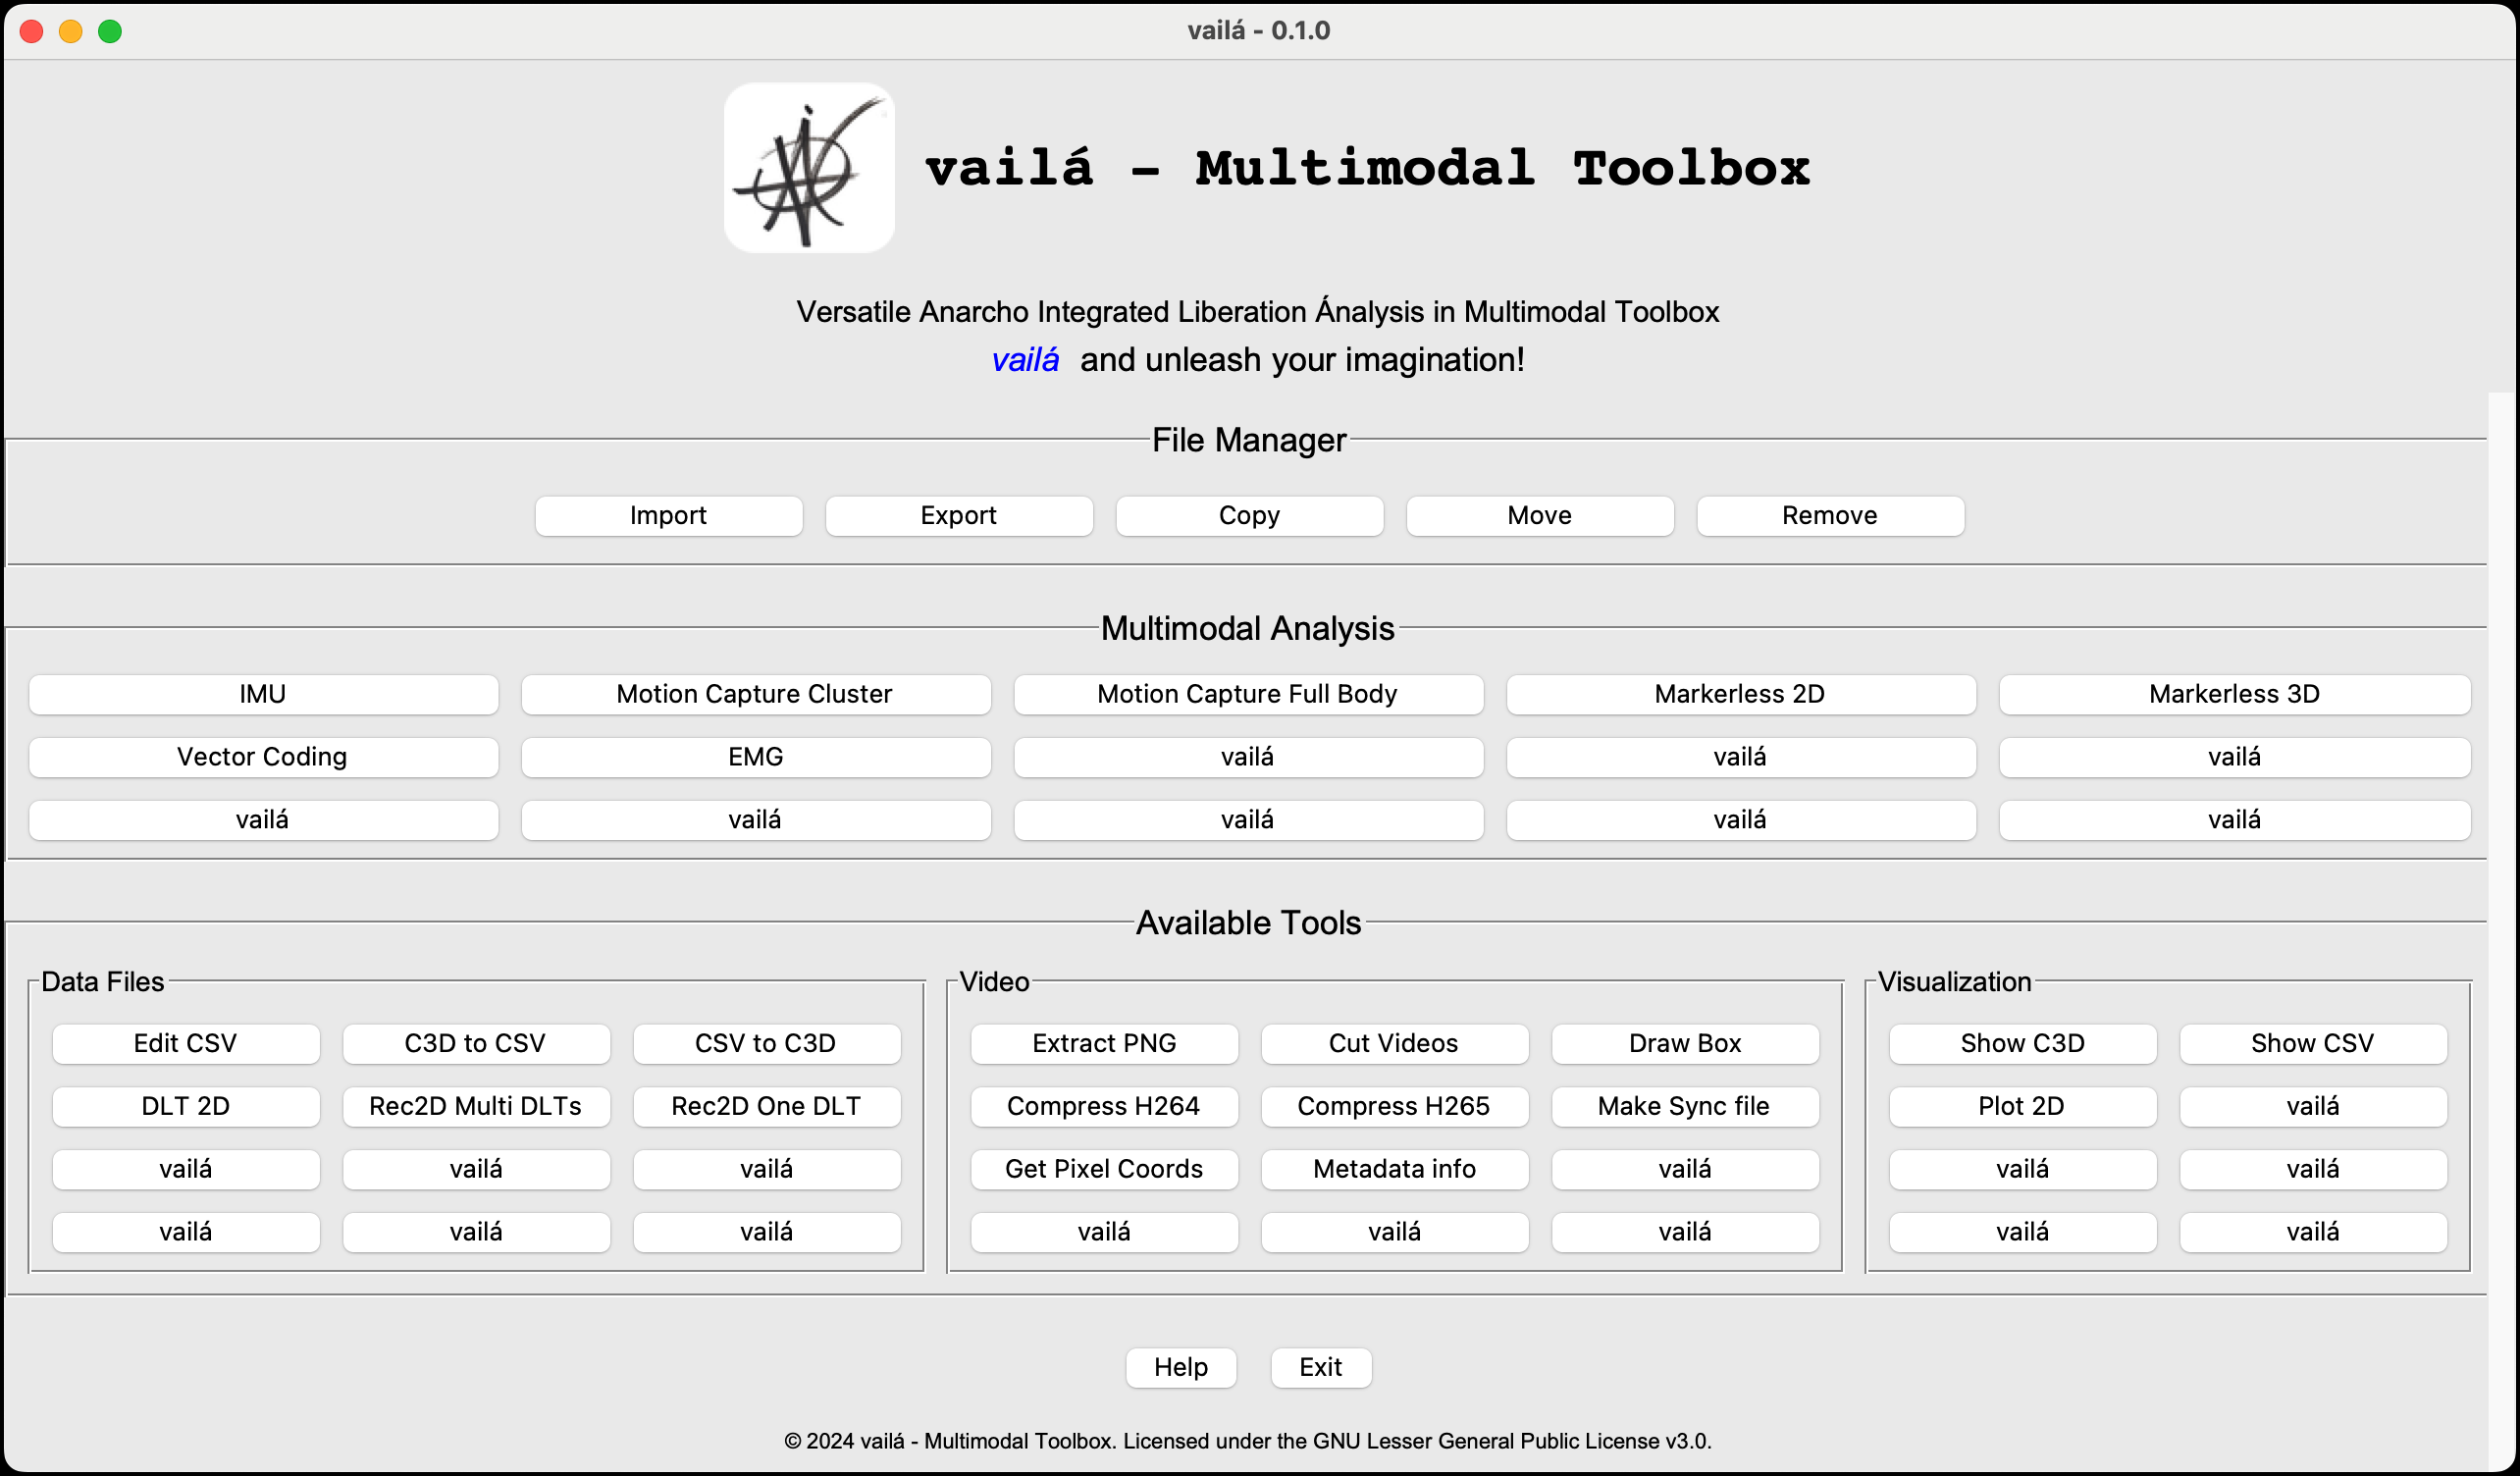 vailá - 0.1.0
vailá - Multimodal Toolbox
Versatile Anarcho Integrated Liberation Ánalysis in Multimodal Toolbox
vailá and unleash your imagination!
File Manager
Import Export Copy Move Remove
Multimodal Analysis
IMU Motion Capture Cluster Motion Capture Full Body Markerless 2D Markerless 3D
Vector Coding EMG vailá vailá vailá
vailá vailá vailá vailá vailá
Available Tools
Data Files
Edit CSV C3D to CSV CSV to C3D
DLT 2D Rec2D Multi DLTs Rec2D One DLT
vailá vailá vailá
vailá vailá vailá
Video
Extract PNG Cut Videos Draw Box
Compress H264 Compress H265 Make Sync file
Get Pixel Coords Metadata info vailá
vailá vailá vailá
Visualization
Show C3D Show CSV
Plot 2D vailá
vailá vailá
vailá vailá
Help Exit
© 2024 vailá - Multimodal Toolbox. Licensed under the GNU Lesser General Public License v3.0.